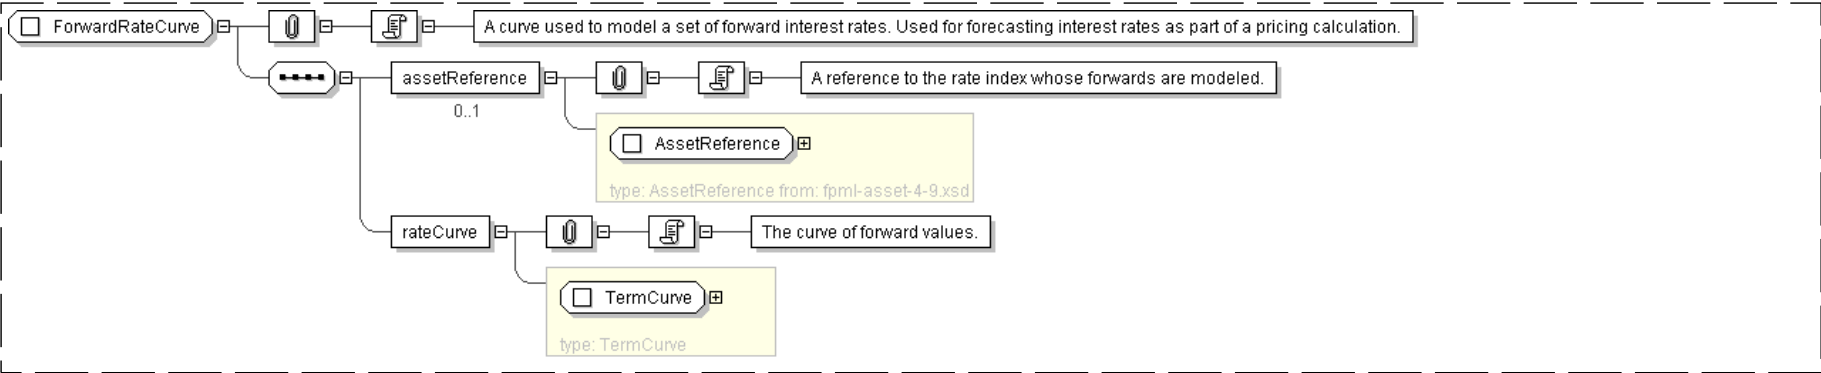 ForwardRateCurve
A curve used to model a set of forward interest rates. Used for forecasting interest rates as part of a pricing calculation.
assetReference
A reference to the rate index whose forwards are modeled.
0..1
AssetReference
type: AssetReference from: fpml-asset-4-9.xsd
rateCurve
The curve of forward values.
TermCurve
type: TermCurve